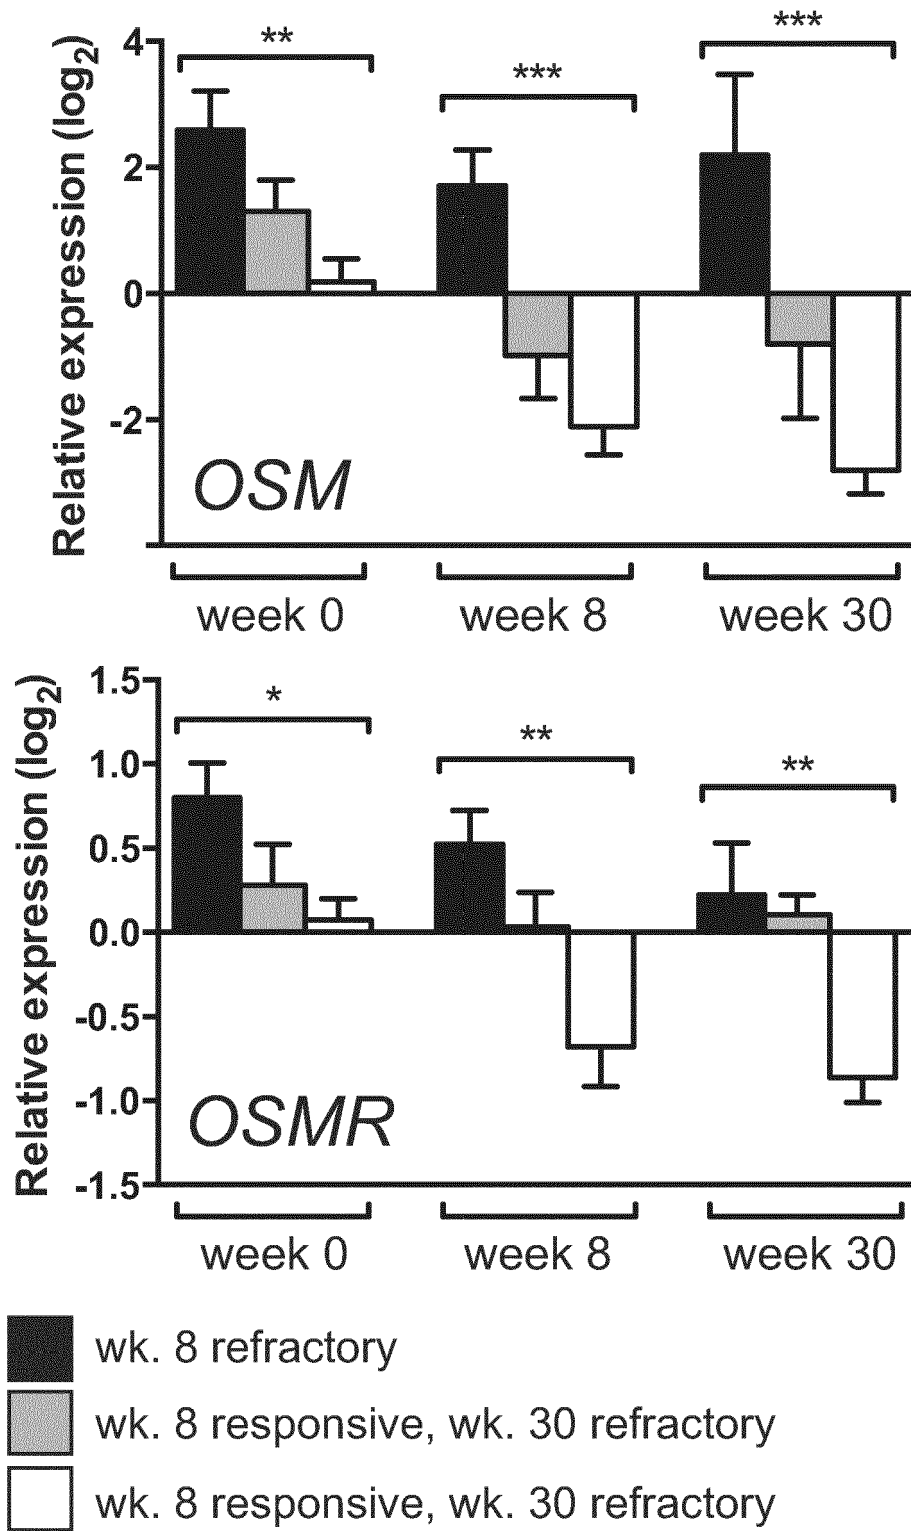 Relative expression (log2)
4
2
0
-2
**
***
***
OSM
week 0
week 8
week 30
Relative expression (log2)
1.5
1.0
0.5
0.0
-0.5
-1.0
-1.5
*
**
**
OSMR
week 0
week 8
week 30
wk. 8 refractory
wk. 8 responsive, wk. 30 refractory
wk. 8 responsive, wk. 30 refractory